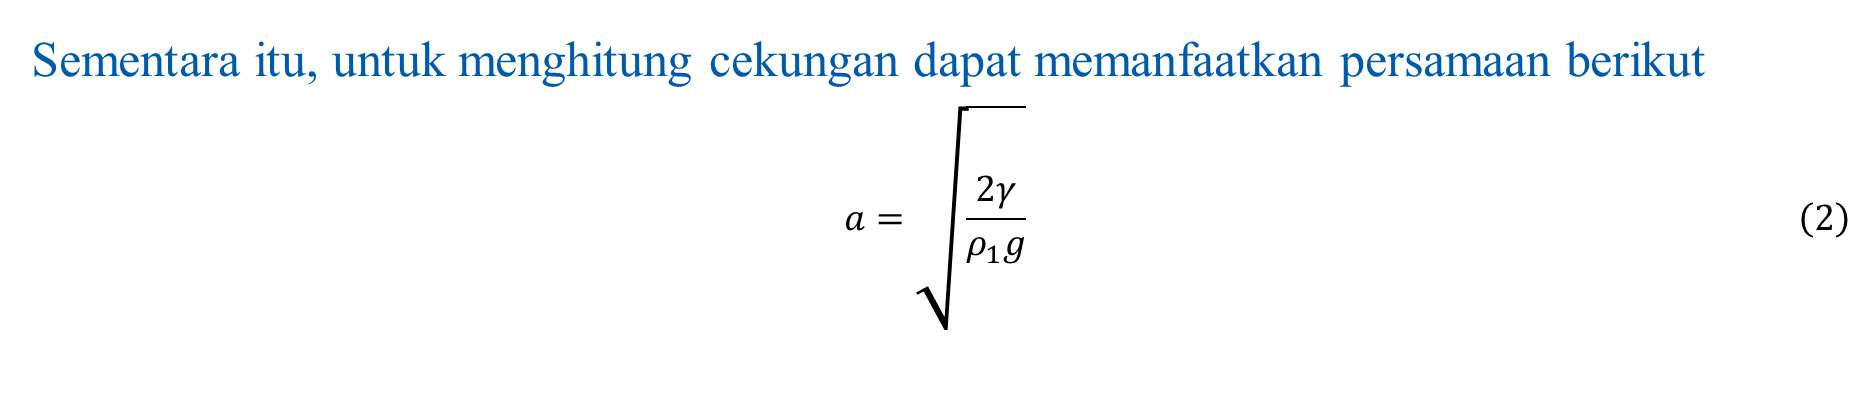 Sementara itu, untuk menghitung cekungan dapat memanfaatkan persamaan berikut
a = √(2γ / ρ₁g) (2)